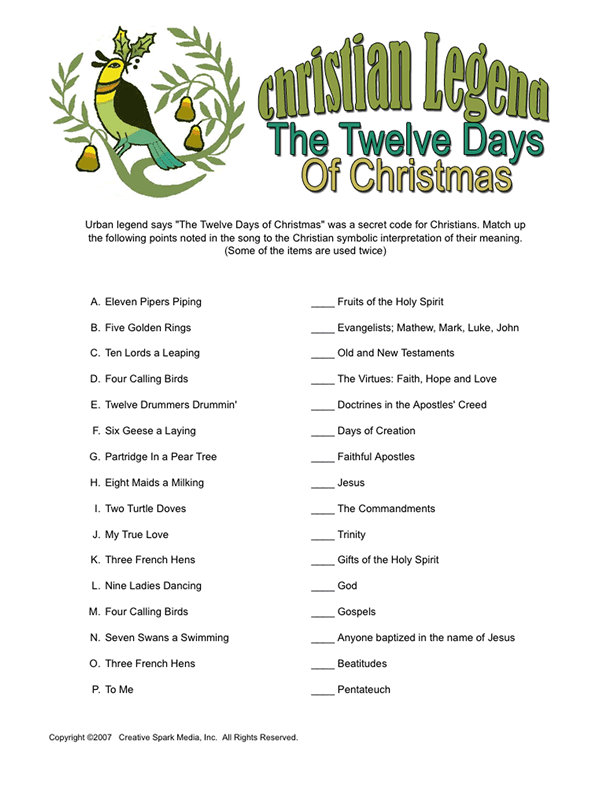 Christian Legend
The Twelve Days
Of Christmas
Urban legend says "The Twelve Days of Christmas" was a secret code for Christians. Match up
the following points noted in the song to the Christian symbolic interpretation of their meaning.
(Some of the items are used twice)
A. Eleven Pipers Piping ____ Fruits of the Holy Spirit
B. Five Golden Rings ____ Evangelists; Mathew, Mark, Luke, John
C. Ten Lords a Leaping ____ Old and New Testaments
D. Four Calling Birds ____ The Virtues: Faith, Hope and Love
E. Twelve Drummers Drummin' ____ Doctrines in the Apostles' Creed
F. Six Geese a Laying ____ Days of Creation
G. Partridge In a Pear Tree ____ Faithful Apostles
H. Eight Maids a Milking ____ Jesus
I. Two Turtle Doves ____ The Commandments
J. My True Love ____ Trinity
K. Three French Hens ____ Gifts of the Holy Spirit
L. Nine Ladies Dancing ____ God
M. Four Calling Birds ____ Gospels
N. Seven Swans a Swimming ____ Anyone baptized in the name of Jesus
O. Three French Hens ____ Beatitudes
P. To Me ____ Pentateuch
Copyright ©2007 Creative Spark Media, Inc. All Rights Reserved.